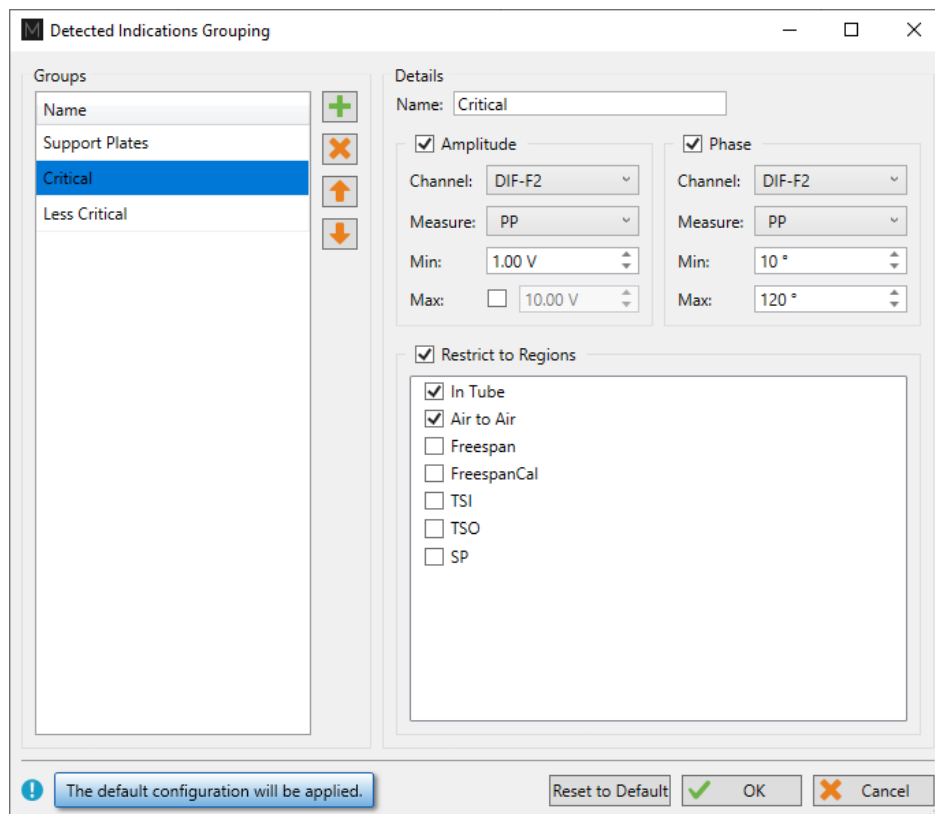 M Detected Indications Grouping
Groups
Name
Support Plates
Critical
Less Critical
Details
Name: Critical
Amplitude
Channel: DIF-F2
Measure: PP
Min: 1.00 V
Max: 10.00 V
Phase
Channel: DIF-F2
Measure: PP
Min: 10 °
Max: 120 °
Restrict to Regions
In Tube
Air to Air
Freespan
FreespanCal
TSI
TSO
SP
The default configuration will be applied.
Reset to Default
OK
Cancel